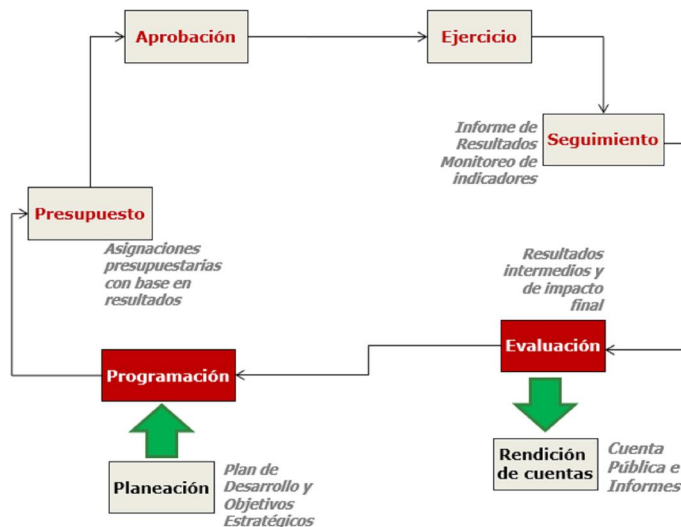 Aprobación
Ejercicio
Informe de
Resultados
Monitoreo de
indicadores
Seguimiento
Presupuesto
Asignaciones
presupuestarias
con base en
resultados
Resultados
intermedios y
de impacto
final
Evaluación
Programación
Planeación
Plan de
Desarrollo y
Objetivos
Estratégicos
Rendición
de cuentas
Cuenta
Pública e
Informes